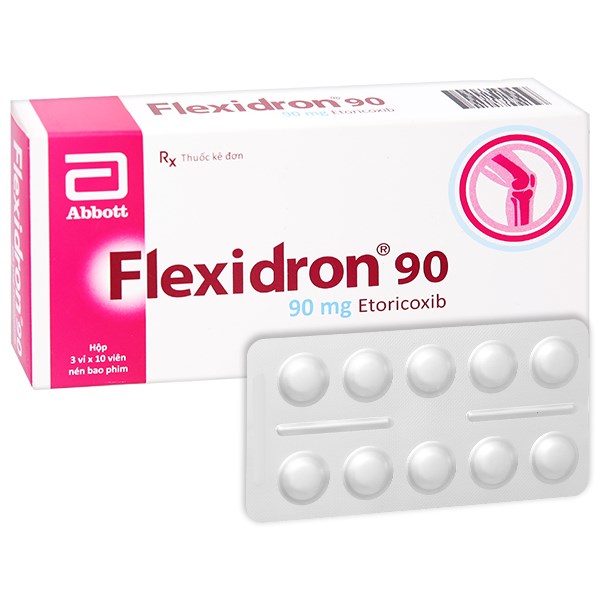 Flexidron® 90
90 mg Etoricoxib
Rx Thuốc kê đơn
Abbott
Flexidron® 90
90 mg Etoricoxib
Hộp
3 vỉ x 10 viên
nén bao phim
Flexidron® 90